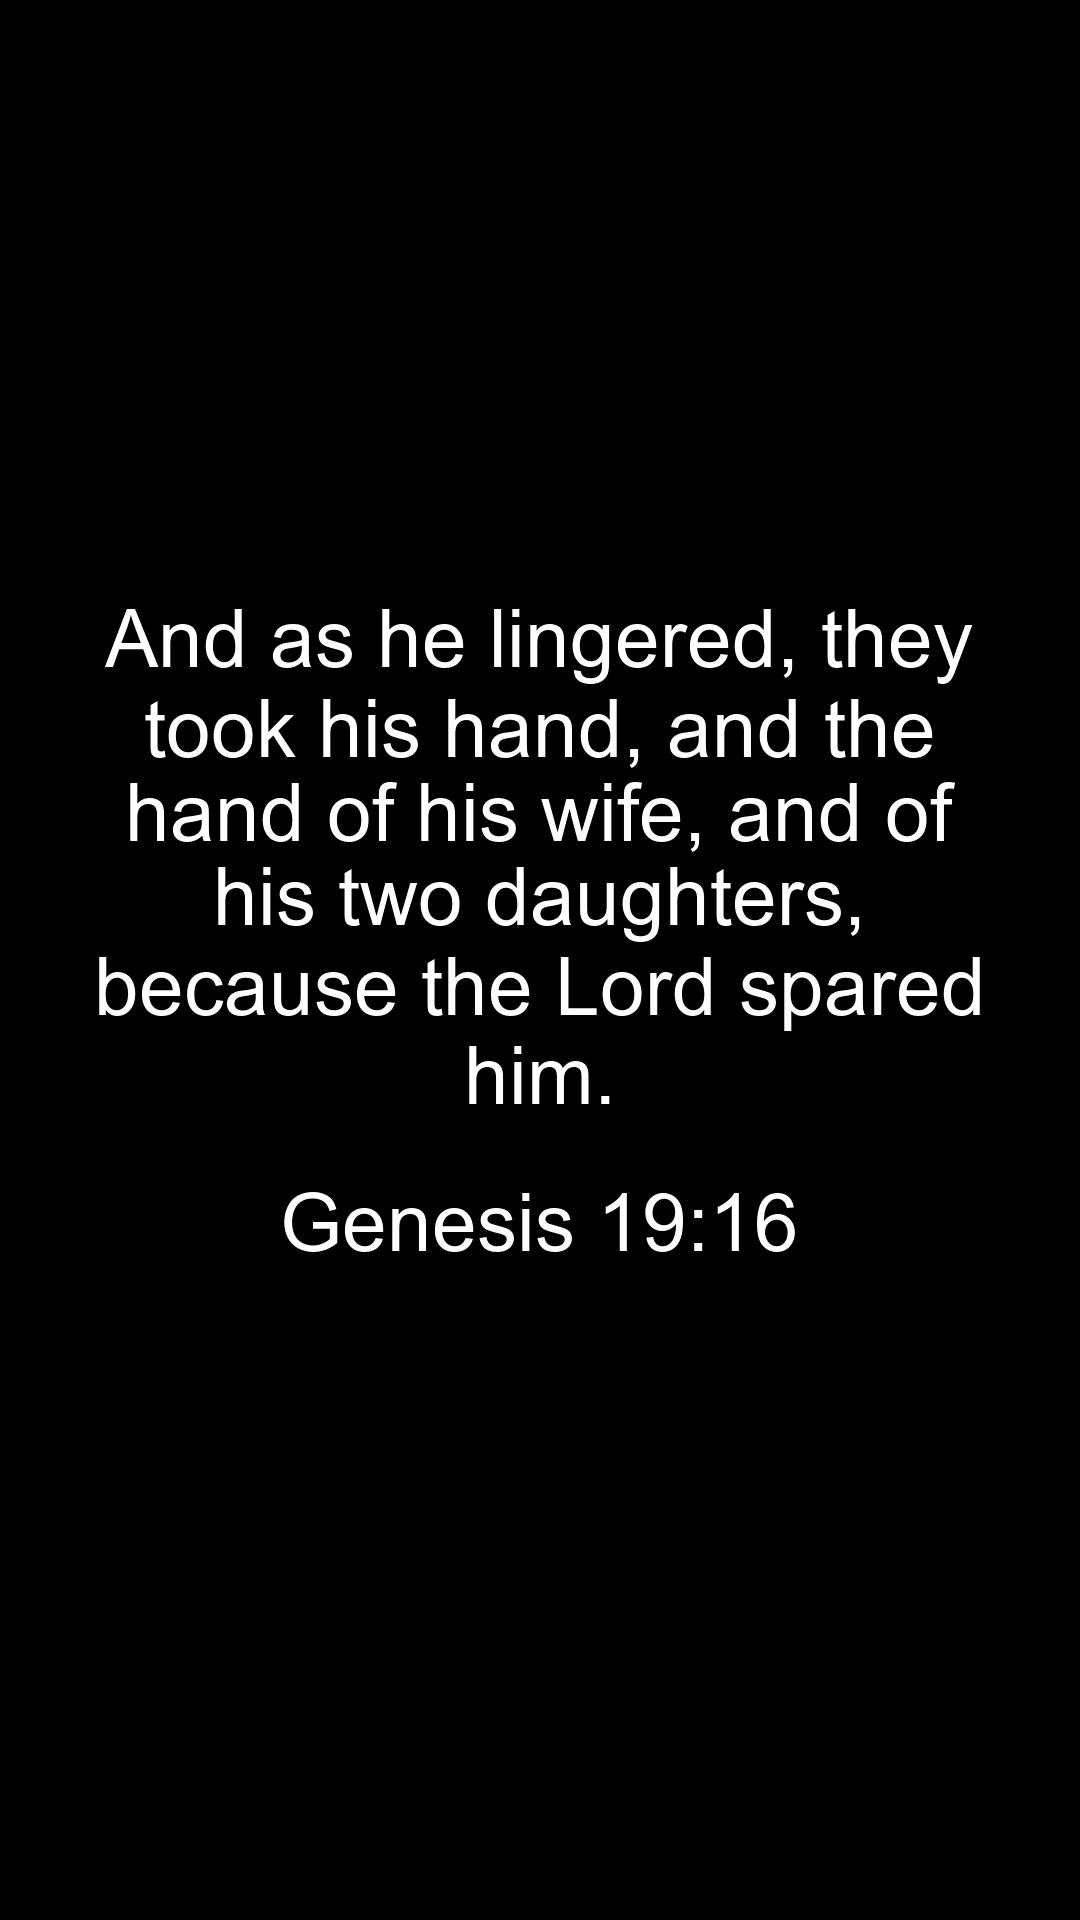 And as he lingered, they
took his hand, and the
hand of his wife, and of
his two daughters,
because the Lord spared
him.
Genesis 19:16